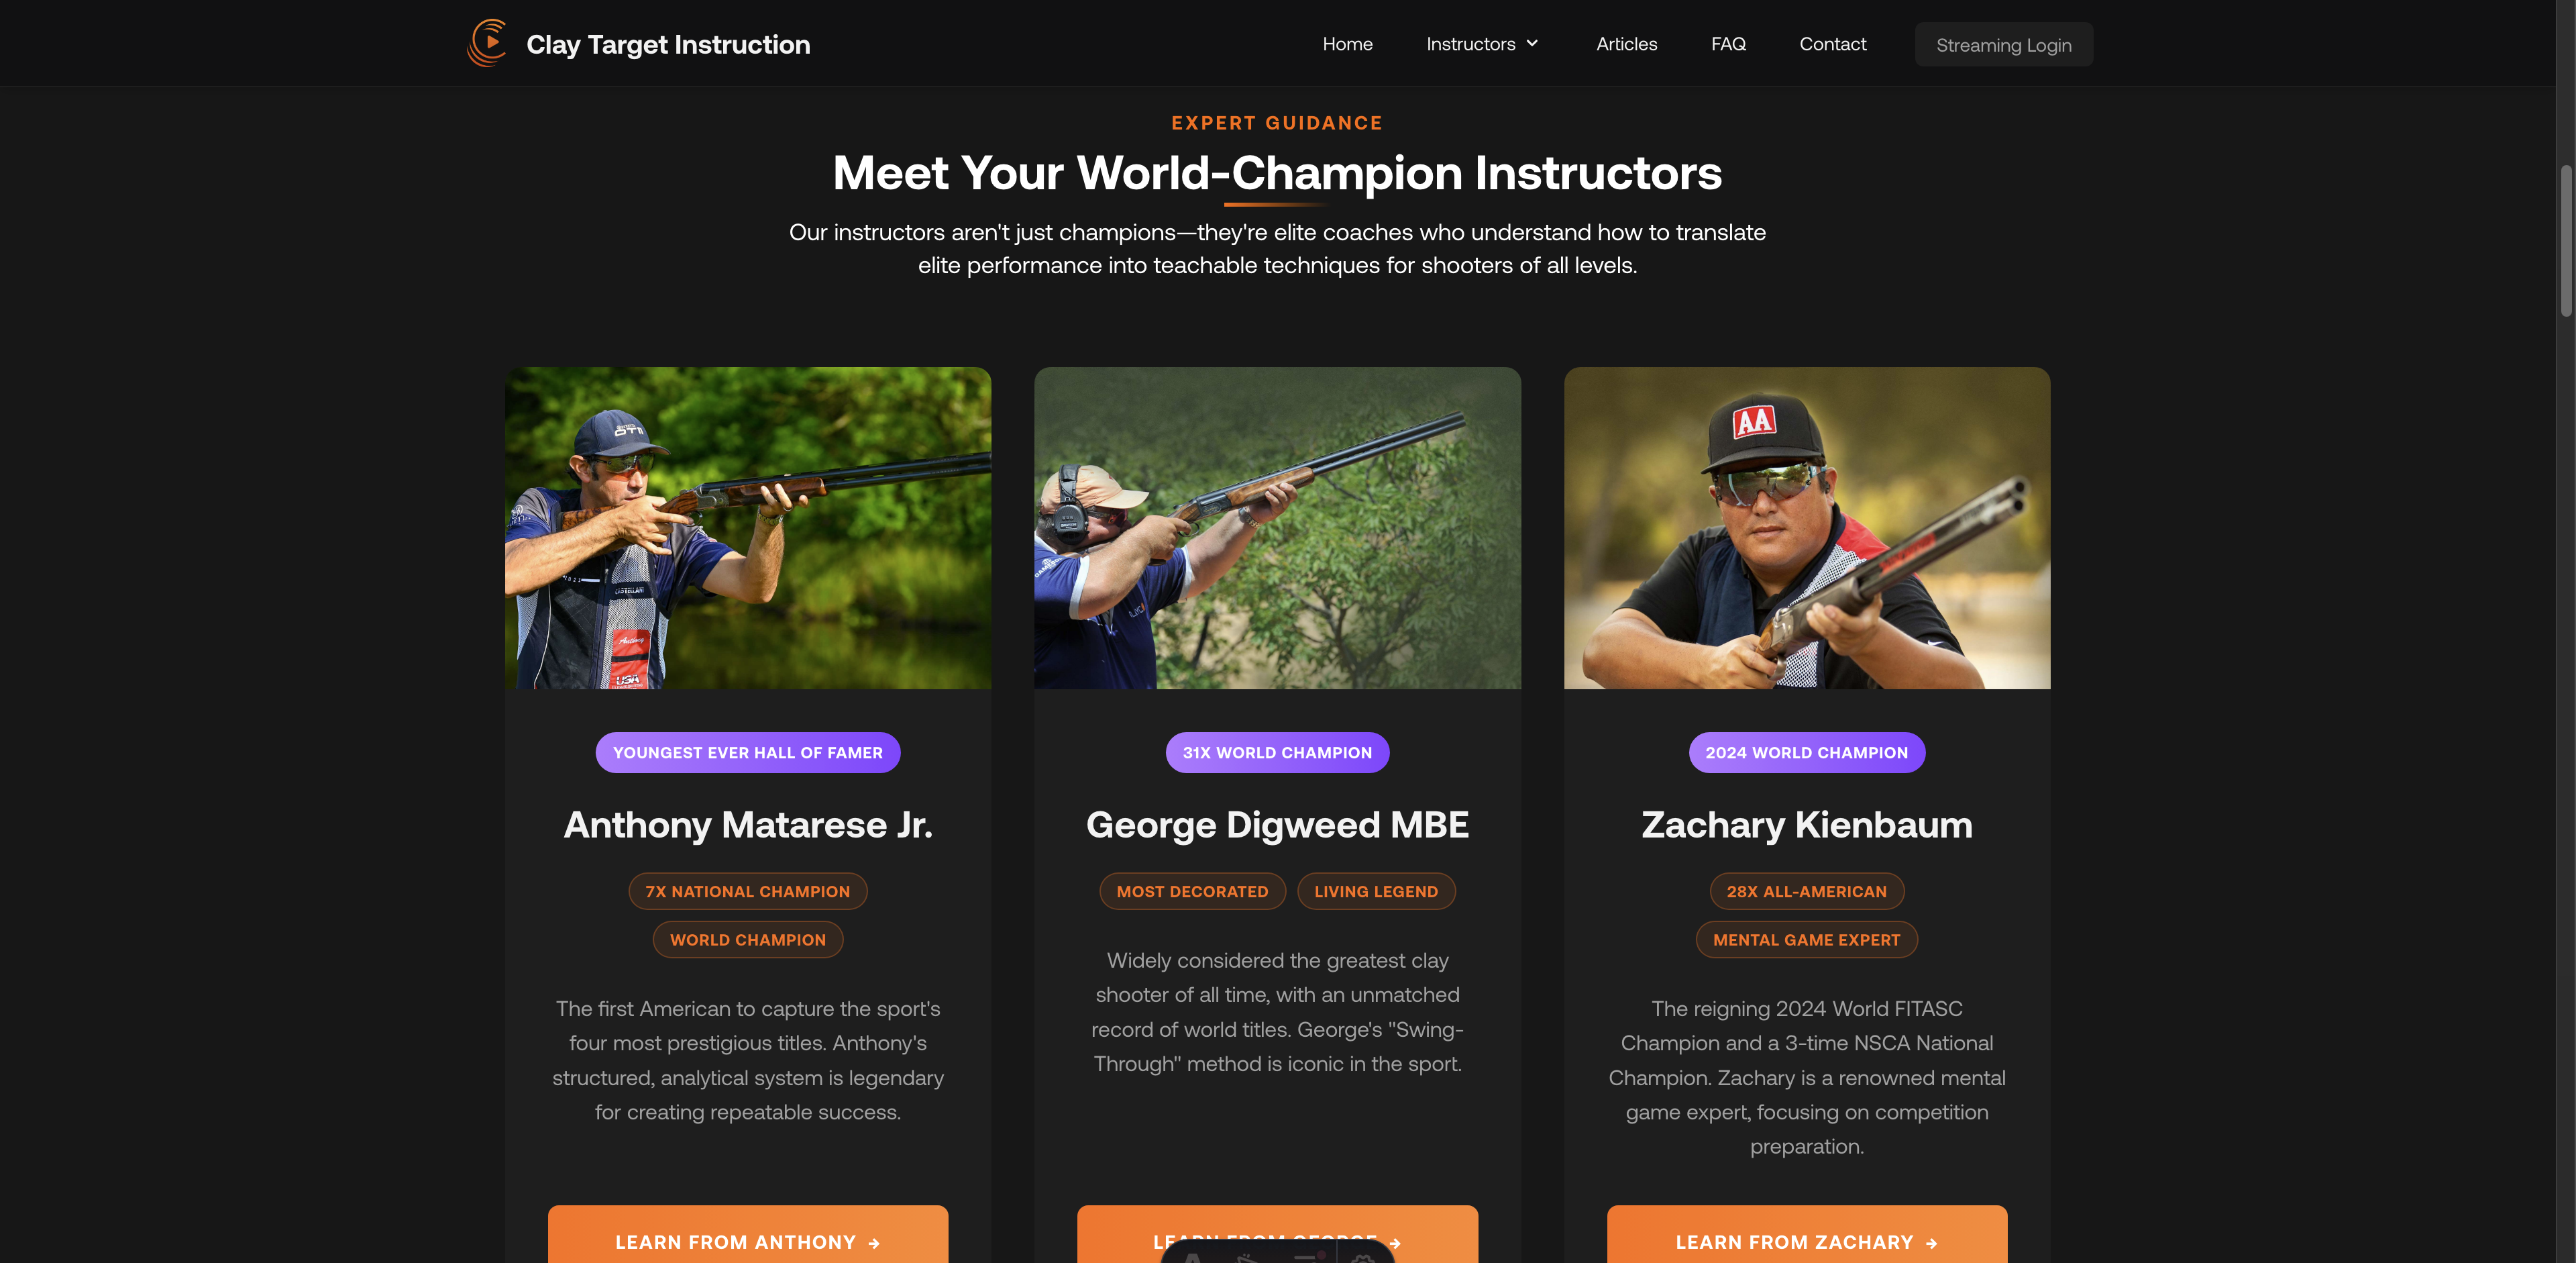 Clay Target Instruction
Home
Instructors
Articles
FAQ
Contact
Streaming Login
EXPERT GUIDANCE
Meet Your World-Champion Instructors
Our instructors aren't just champions—they're elite coaches who understand how to translate
elite performance into teachable techniques for shooters of all levels.
CASTELLANI
USA
AA
YOUNGEST EVER HALL OF FAMER
Anthony Matarese Jr.
7X NATIONAL CHAMPION
WORLD CHAMPION
The first American to capture the sport's
four most prestigious titles. Anthony's
structured, analytical system is legendary
for creating repeatable success.
LEARN FROM ANTHONY →
31X WORLD CHAMPION
George Digweed MBE
MOST DECORATED
LIVING LEGEND
Widely considered the greatest clay
shooter of all time, with an unmatched
record of world titles. George's "Swing-
Through" method is iconic in the sport.
LEARN FROM GEORGE →
2024 WORLD CHAMPION
Zachary Kienbaum
28X ALL-AMERICAN
MENTAL GAME EXPERT
The reigning 2024 World FITASC
Champion and a 3-time NSCA National
Champion. Zachary is a renowned mental
game expert, focusing on competition
preparation.
LEARN FROM ZACHARY →